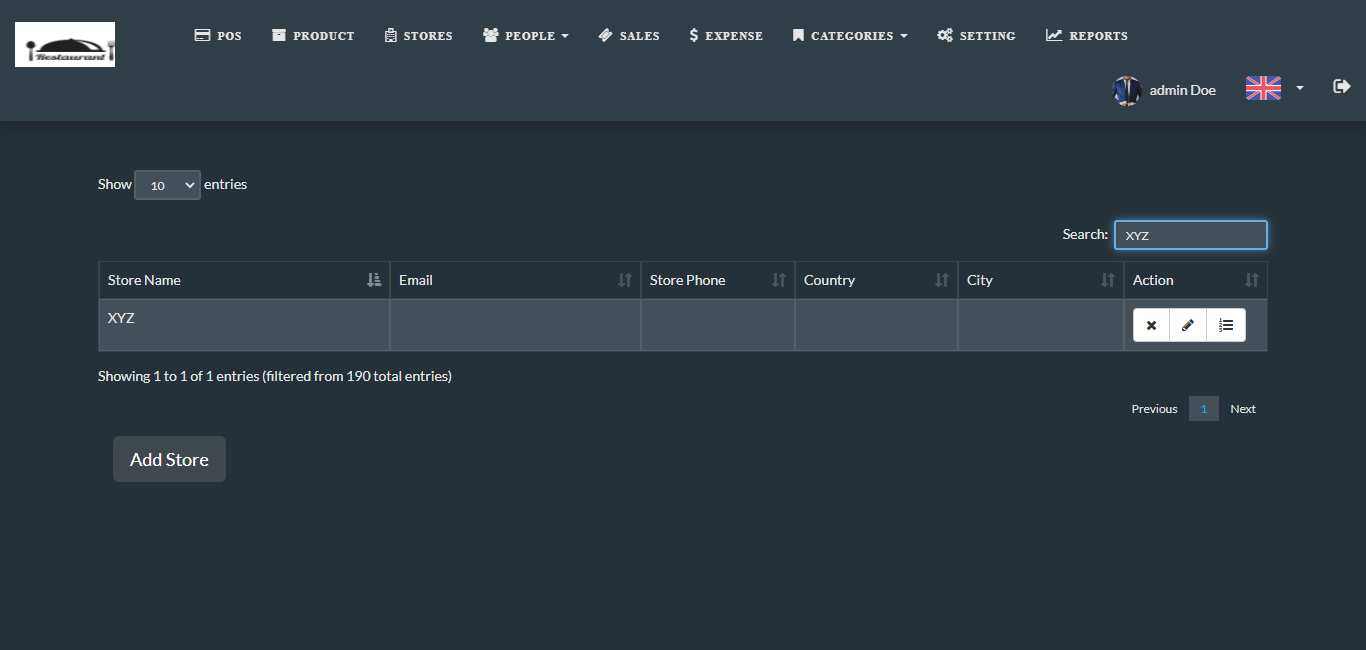 Restaurant
POS PRODUCT STORES PEOPLE SALES EXPENSE CATEGORIES SETTING REPORTS
admin Doe
Show 10 entries
Search: XYZ
Store Name Email Store Phone Country City Action
XYZ
Showing 1 to 1 of 1 entries (filtered from 190 total entries)
Previous 1 Next
Add Store